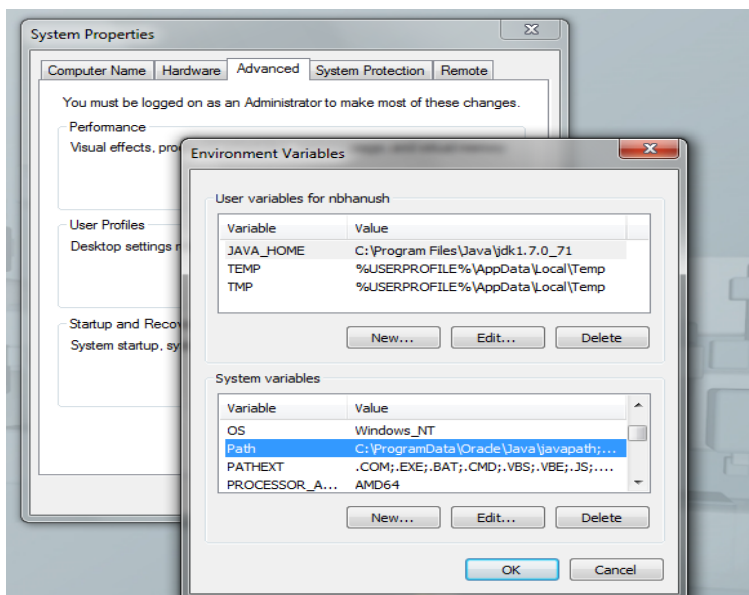 System Properties
Computer Name Hardware Advanced System Protection Remote
You must be logged on as an Administrator to make most of these changes.
Performance
Visual effects,
Environment Variables
User variables for nbhanush
Variable Value
JAVA_HOME C:\Program Files\Java\jdk1.7.0_71
TEMP %USERPROFILE%\AppData\Local\Temp
TMP %USERPROFILE%\AppData\Local\Temp
New... Edit... Delete
User Profiles
Desktop settings
Startup and Recov
System startup, sy
System variables
Variable Value
OS Windows_NT
Path C:\ProgramData\Oracle\Java\javapath;...
PATHEXT .COM;.EXE;.BAT;.CMD;.VBS;.VBE;.JS;....
PROCESSOR_A... AMD64
New... Edit... Delete
OK Cancel